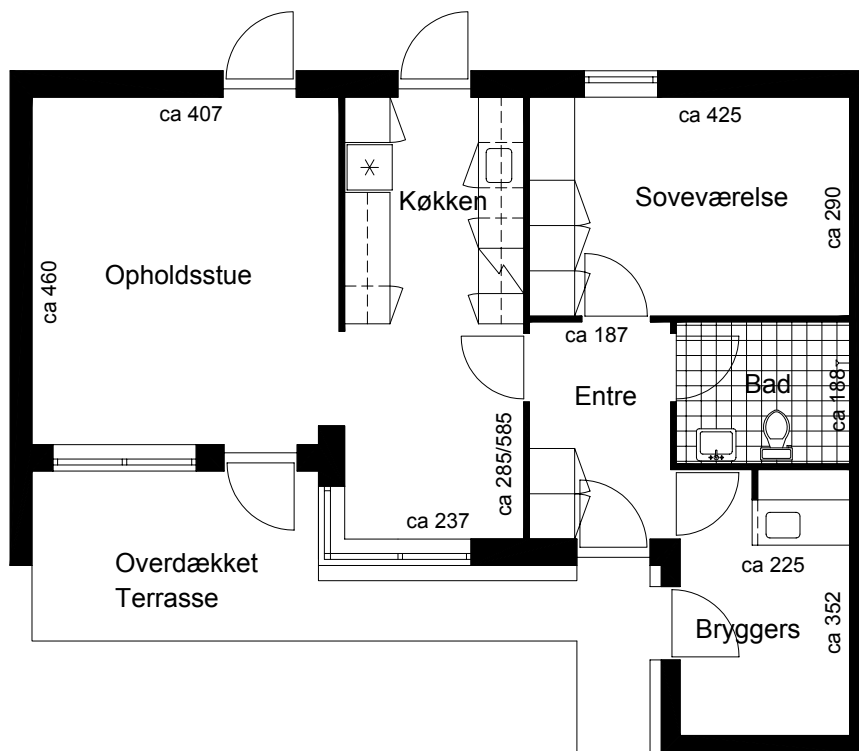 ca 407
ca 425
Køkken
Soveværelse
ca 290
Opholdsstue
ca 460
ca 187
Entre
Bad
ca 188
ca 285/585
ca 237
Overdækket
Terrasse
ca 225
Bryggers
ca 352